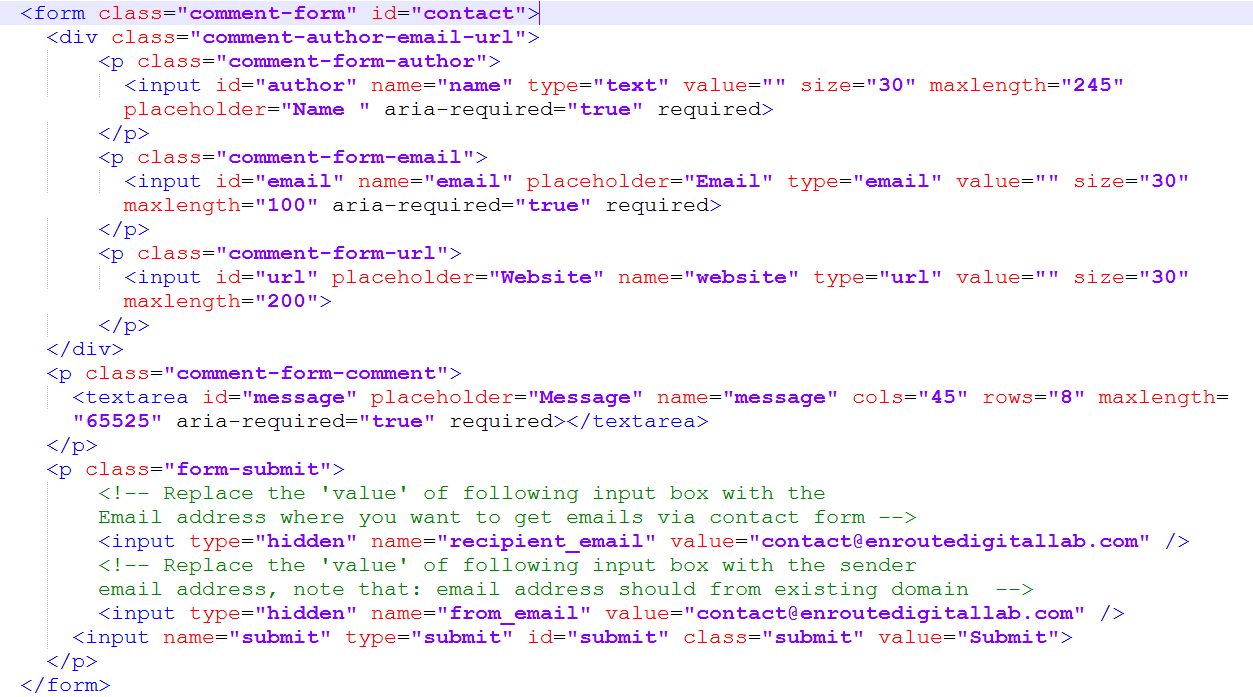 <form class="comment-form" id="contact">
<div class="comment-author-email-url">
<p class="comment-form-author">
<input id="author" name="name" type="text" value="" size="30" maxlength="245"
placeholder="Name " aria-required="true" required>
</p>
<p class="comment-form-email">
<input id="email" name="email" placeholder="Email" type="email" value="" size="30"
maxlength="100" aria-required="true" required>
</p>
<p class="comment-form-url">
<input id="url" placeholder="Website" name="website" type="url" value="" size="30"
maxlength="200">
</p>
</div>
<p class="comment-form-comment">
<textarea id="message" placeholder="Message" name="message" cols="45" rows="8" maxlength=
"65525" aria-required="true" required></textarea>
</p>
<p class="form-submit">
<!-- Replace the 'value' of following input box with the
Email address where you want to get emails via contact form -->
<input type="hidden" name="recipient_email" value="contact@enroutedigitallab.com" />
<!-- Replace the 'value' of following input box with the sender
email address, note that: email address should from existing domain  -->
<input type="hidden" name="from_email" value="contact@enroutedigitallab.com" />
<input name="submit" type="submit" id="submit" class="submit" value="Submit">
</p>
</form>